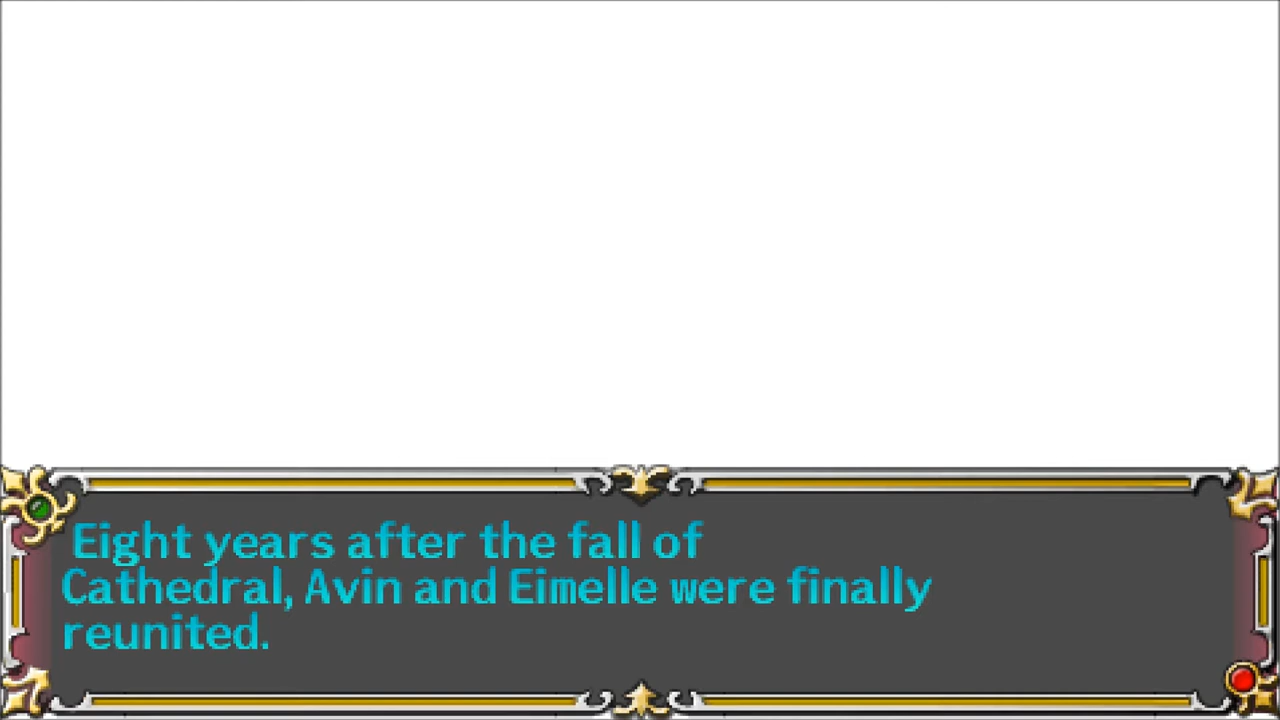 Eight years after the fall of
Cathedral, Avin and Eimelle were finally
reunited.